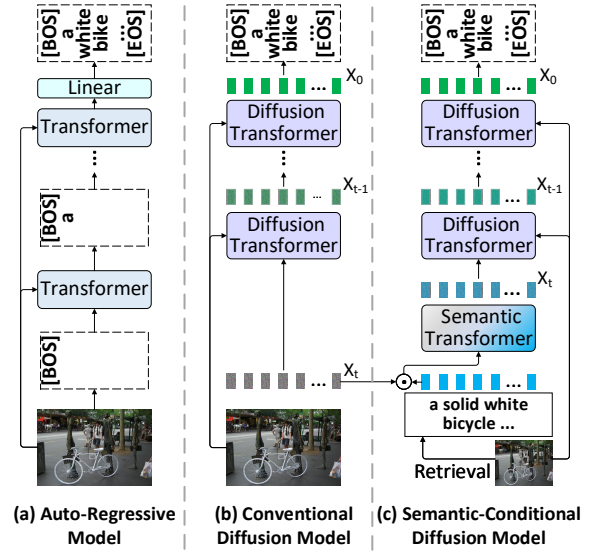 [BOS]
a
white
bike
...
[EOS]
Linear
Transformer
...
[BOS]
a
Transformer
[BOS]
(a) Auto-Regressive
Model
[BOS]
a
white
bike
...
[EOS]
... X0
Diffusion
Transformer
...
... Xt-1
Diffusion
Transformer
... Xt
(b) Conventional
Diffusion Model
[BOS]
a
white
bike
...
[EOS]
... X0
Diffusion
Transformer
...
... Xt-1
Diffusion
Transformer
... Xt
Semantic
Transformer
...
a solid white
bicycle ...
Retrieval
(c) Semantic-Conditional
Diffusion Model